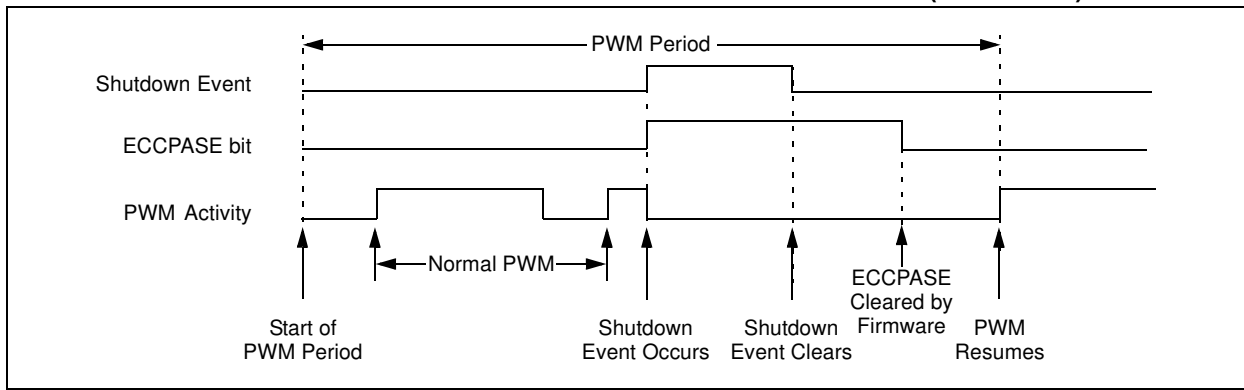 PWM Period
Shutdown Event
ECCPASE bit
PWM Activity
Normal PWM
Start of
PWM Period
Shutdown
Event Occurs
Shutdown
Event Clears
ECCPASE
Cleared by
Firmware
PWM
Resumes